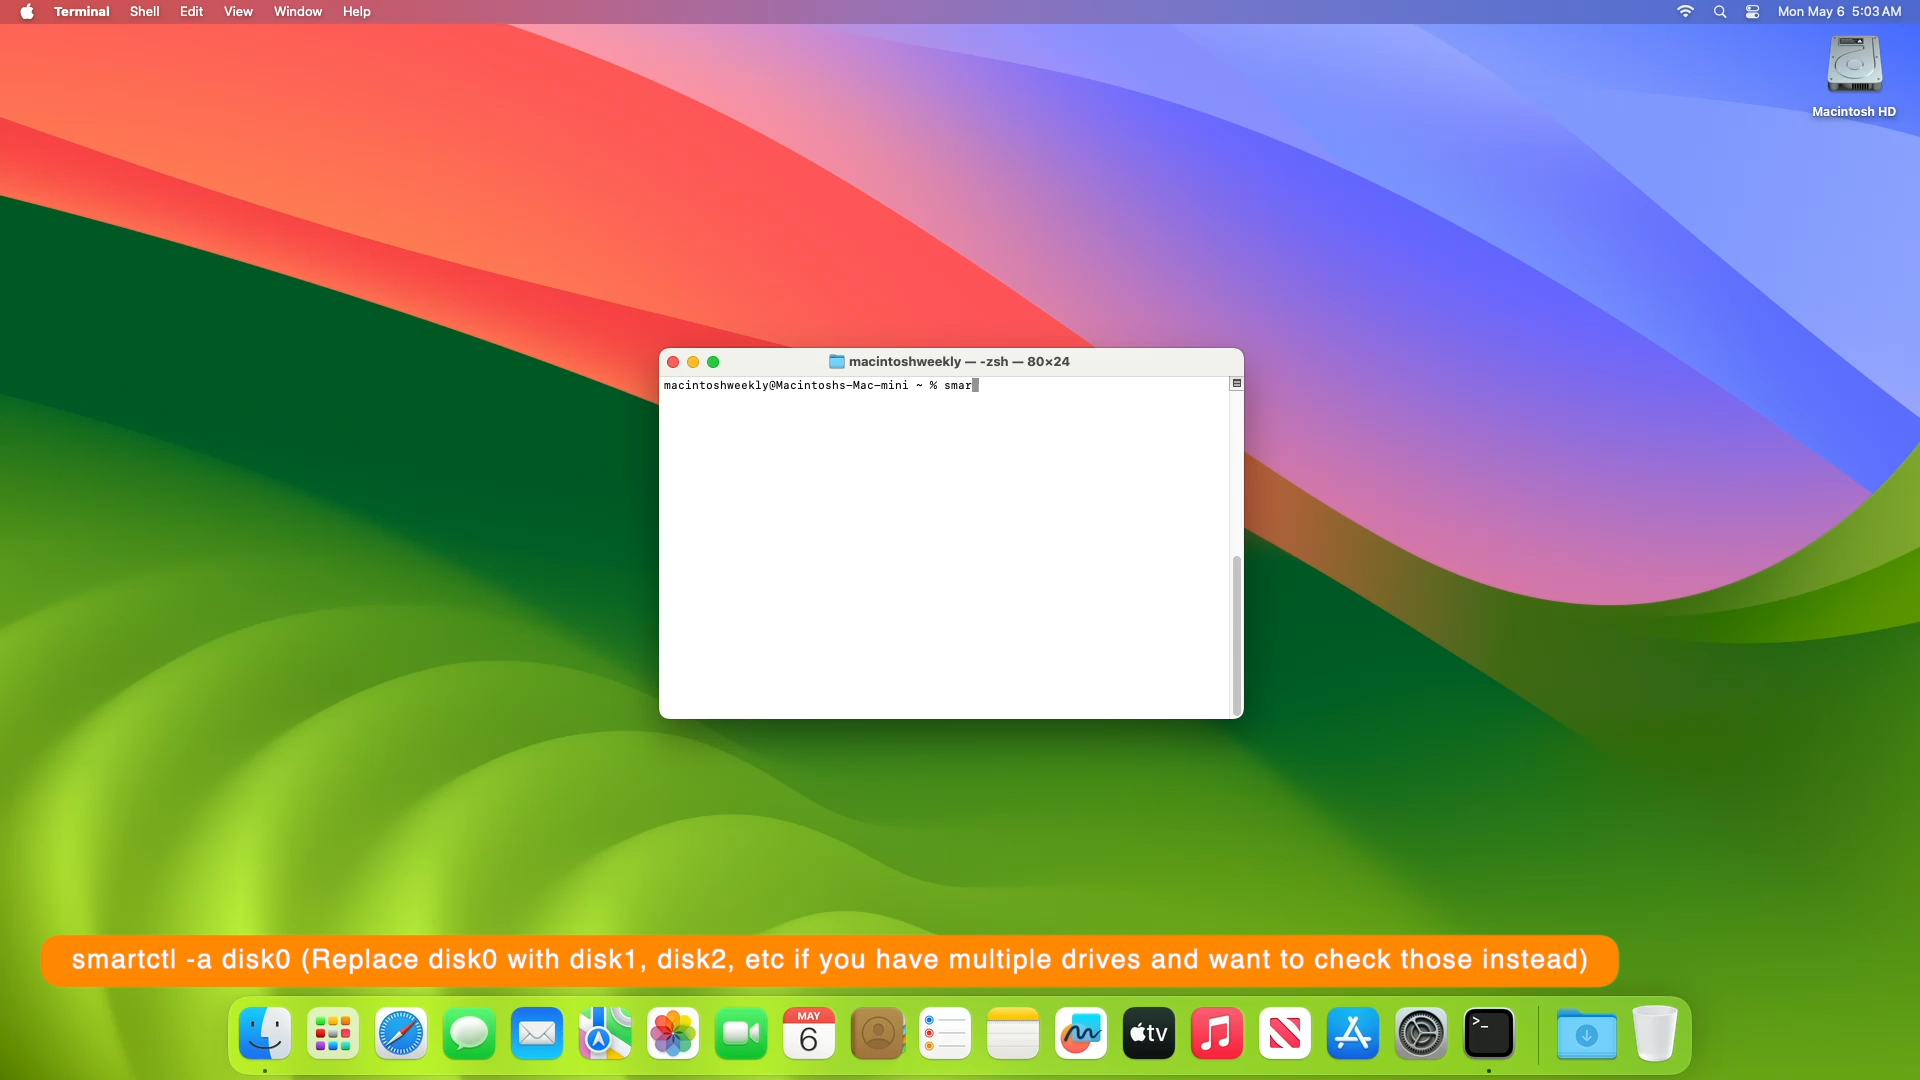 Terminal Shell Edit View Window Help
Mon May 6 5:03 AM
Macintosh HD
macintoshweekly — -zsh — 80×24
macintoshweekly@Macintoshs-Mac-mini ~ % smar
smartctl -a disk0 (Replace disk0 with disk1, disk2, etc if you have multiple drives and want to check those instead)
MAY
6
tv
>_